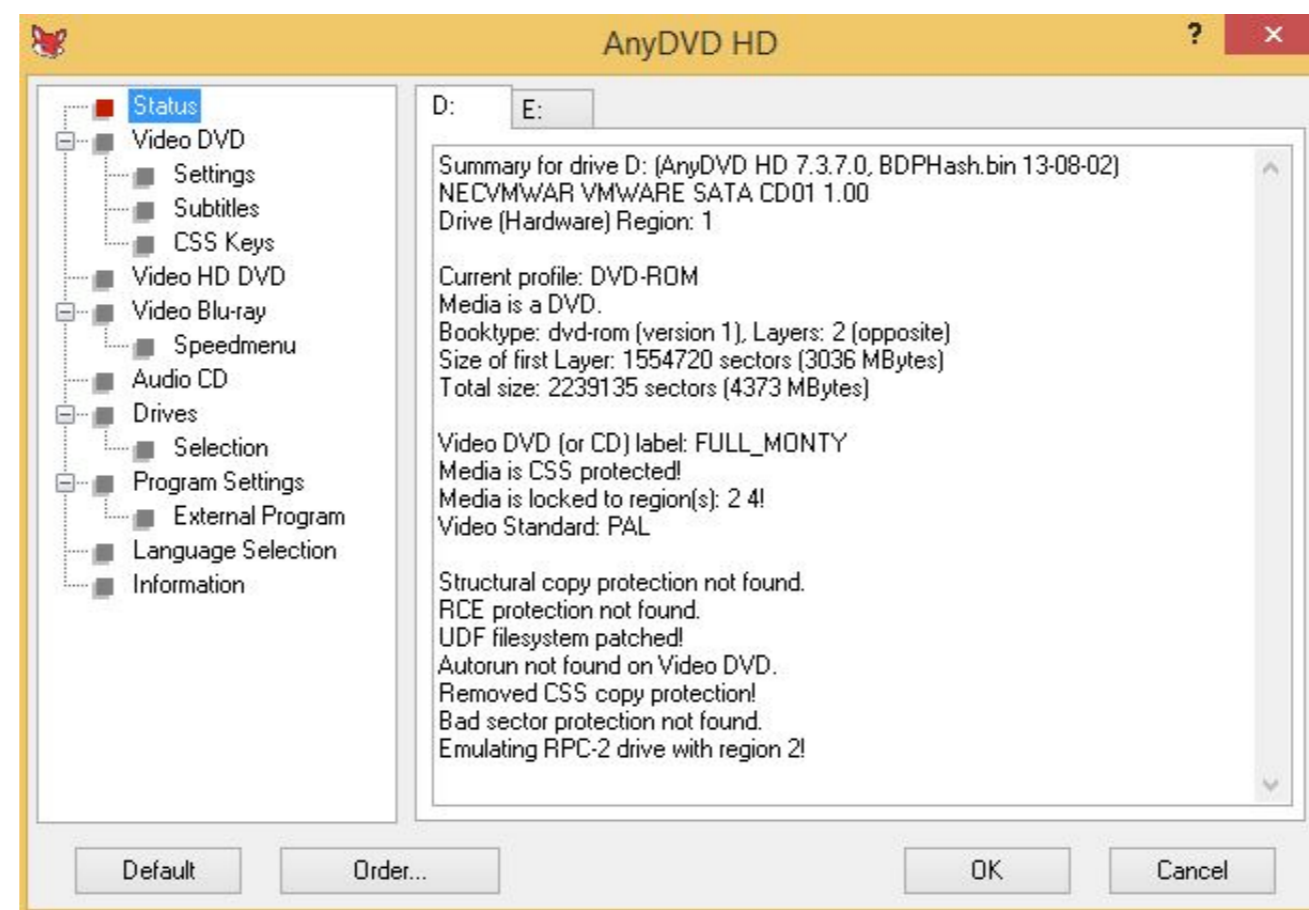 AnyDVD HD
?
×
Status
Video DVD
Settings
Subtitles
CSS Keys
Video HD DVD
Video Blu-ray
Speedmenu
Audio CD
Drives
Selection
Program Settings
External Program
Language Selection
Information
D:
E:
Summary for drive D: (AnyDVD HD 7.3.7.0, BDPHash.bin 13-08-02)
NECVMWAR VMWARE SATA CD01 1.00
Drive (Hardware) Region: 1
Current profile: DVD-ROM
Media is a DVD.
Booktype: dvd-rom (version 1), Layers: 2 (opposite)
Size of first Layer: 1554720 sectors (3036 MBytes)
Total size: 2239135 sectors (4373 MBytes)
Video DVD (or CD) label: FULL_MONTY
Media is CSS protected!
Media is locked to region(s): 2 4!
Video Standard: PAL
Structural copy protection not found.
RCE protection not found.
UDF filesystem patched!
Autorun not found on Video DVD.
Removed CSS copy protection!
Bad sector protection not found.
Emulating RPC-2 drive with region 2!
Default
Order...
OK
Cancel